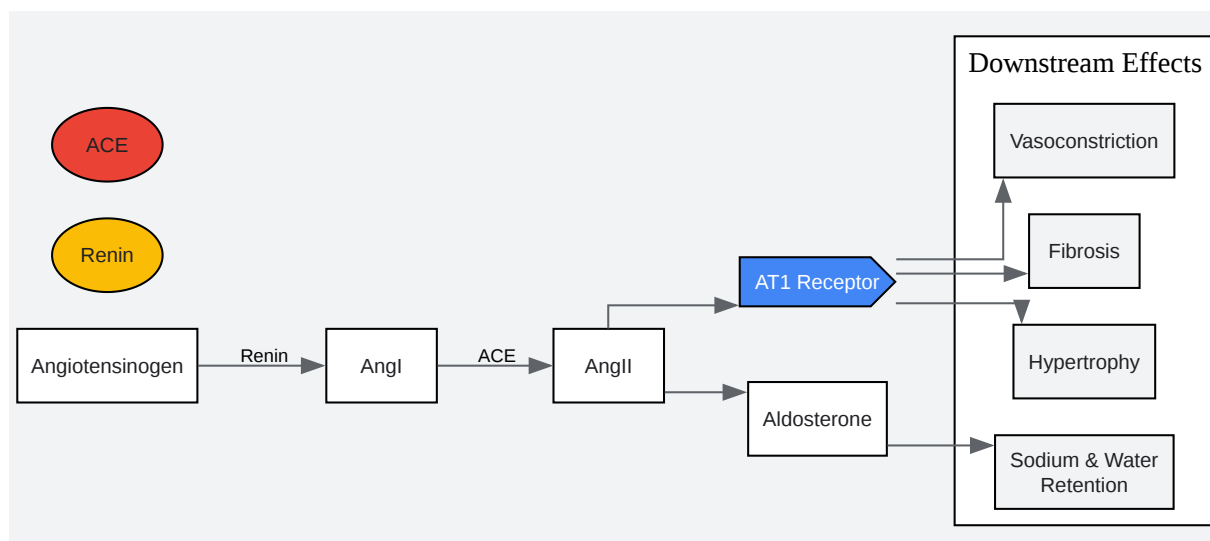 Downstream Effects
ACE
Vasoconstriction
Renin
Fibrosis
AT1 Receptor
Angiotensinogen
Renin
AngI
ACE
AngII
Hypertrophy
Aldosterone
Sodium & Water
Retention